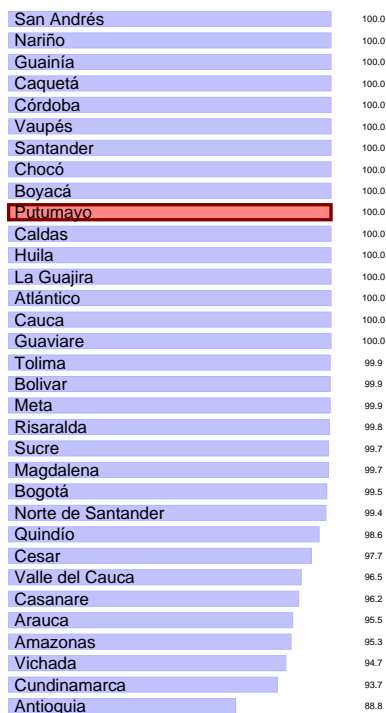 San Andrés 100.0
Nariño 100.0
Guainía 100.0
Caquetá 100.0
Córdoba 100.0
Vaupés 100.0
Santander 100.0
Chocó 100.0
Boyacá 100.0
Putumayo 100.0
Caldas 100.0
Huila 100.0
La Guajira 100.0
Atlántico 100.0
Cauca 100.0
Guaviare 100.0
Tolima 99.9
Bolivar 99.9
Meta 99.9
Risaralda 99.8
Sucre 99.7
Magdalena 99.7
Bogotá 99.5
Norte de Santander 99.4
Quindío 98.6
Cesar 97.7
Valle del Cauca 96.5
Casanare 96.2
Arauca 95.5
Amazonas 95.3
Vichada 94.7
Cundinamarca 93.7
Antioquia 88.8